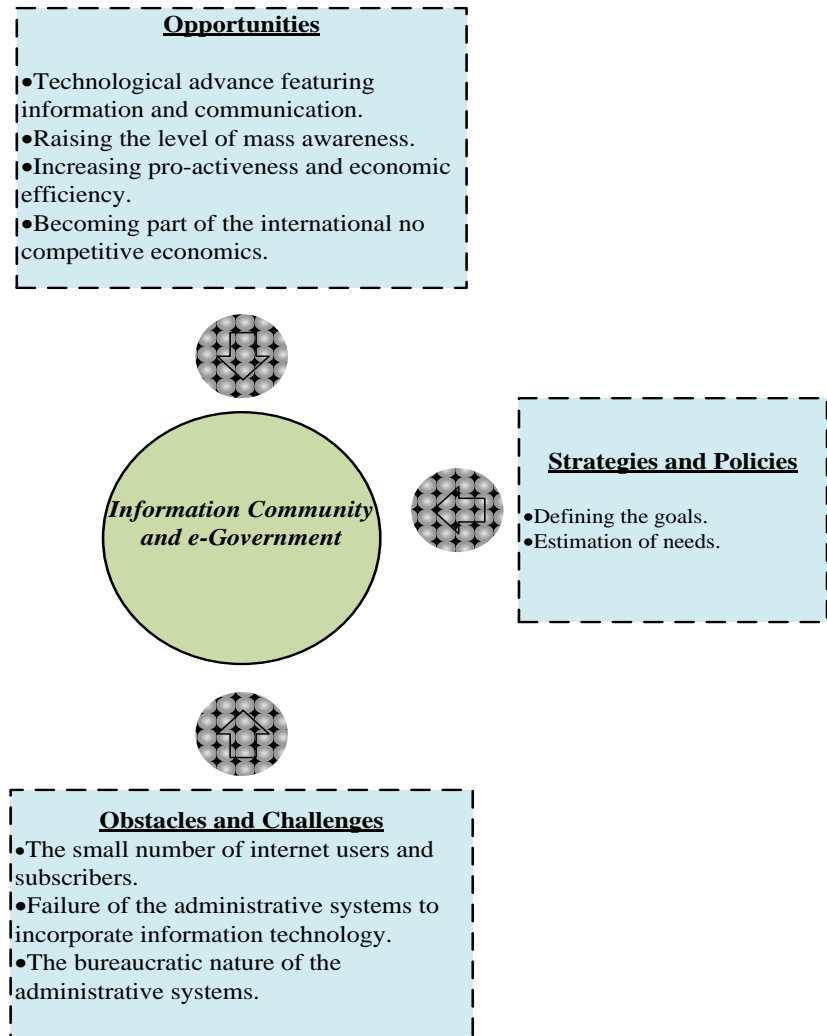 Opportunities
•Technological advance featuring
information and communication.
•Raising the level of mass awareness.
•Increasing pro-activeness and economic
efficiency.
•Becoming part of the international no
competitive economics.
Information Community
and e-Government
Strategies and Policies
•Defining the goals.
•Estimation of needs.
Obstacles and Challenges
•The small number of internet users and
subscribers.
•Failure of the administrative systems to
incorporate information technology.
•The bureaucratic nature of the
administrative systems.